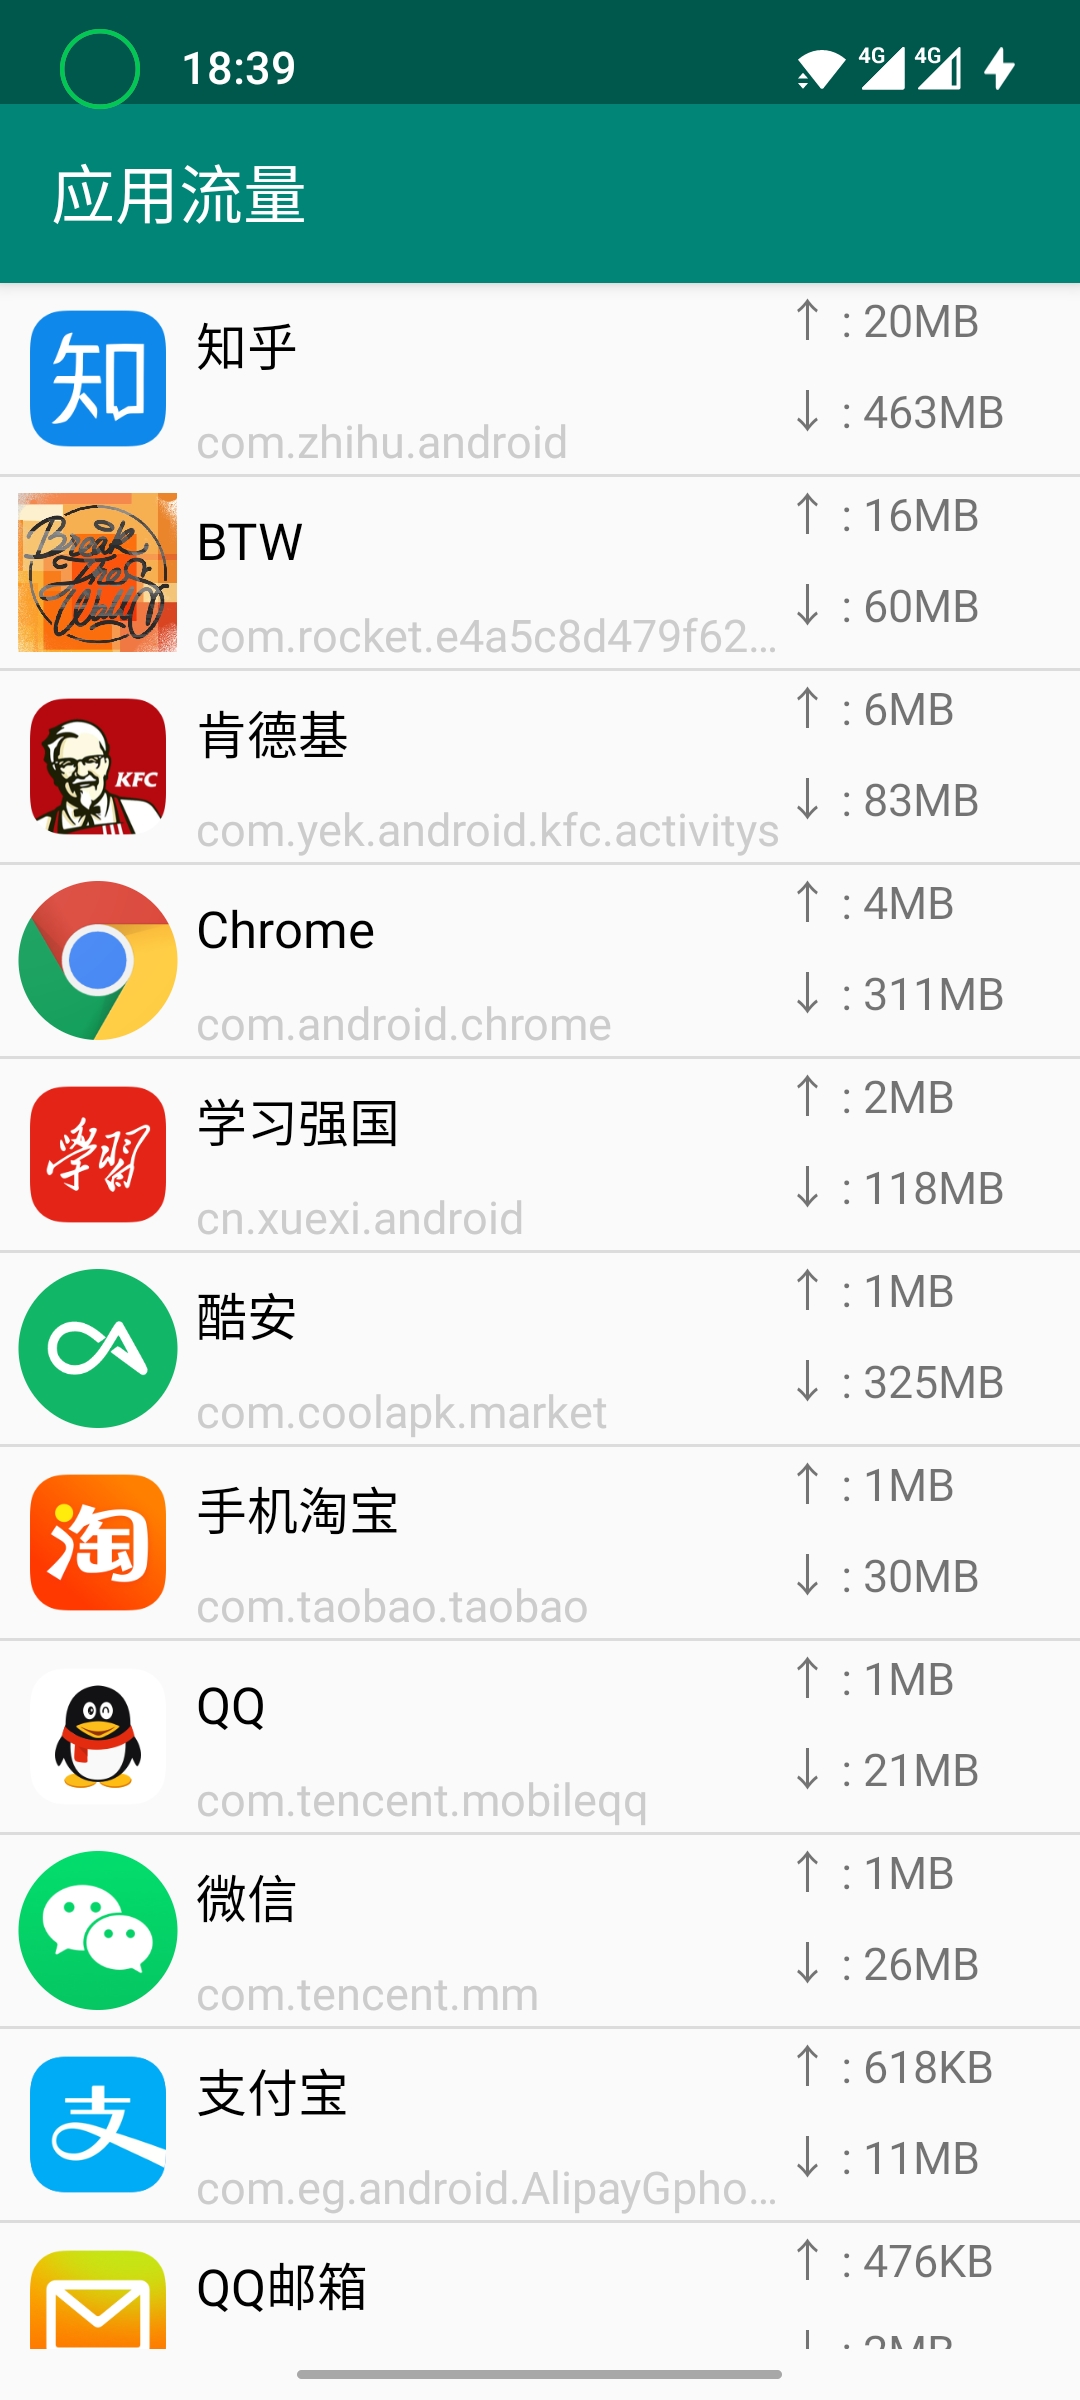 18:39
4G 4G
应用流量
知
知乎
com.zhihu.android
↑ : 20MB
↓ : 463MB
Break
The
Wall
BTW
com.rocket.e4a5c8d479f62…
↑ : 16MB
↓ : 60MB
KFC
肯德基
com.yek.android.kfc.activitys
↑ : 6MB
↓ : 83MB
Chrome
com.android.chrome
↑ : 4MB
↓ : 311MB
學習
学习强国
cn.xuexi.android
↑ : 2MB
↓ : 118MB
酷安
com.coolapk.market
↑ : 1MB
↓ : 325MB
淘
手机淘宝
com.taobao.taobao
↑ : 1MB
↓ : 30MB
QQ
com.tencent.mobileqq
↑ : 1MB
↓ : 21MB
微信
com.tencent.mm
↑ : 1MB
↓ : 26MB
支
支付宝
com.eg.android.AlipayGpho…
↑ : 618KB
↓ : 11MB
QQ邮箱
↑ : 476KB